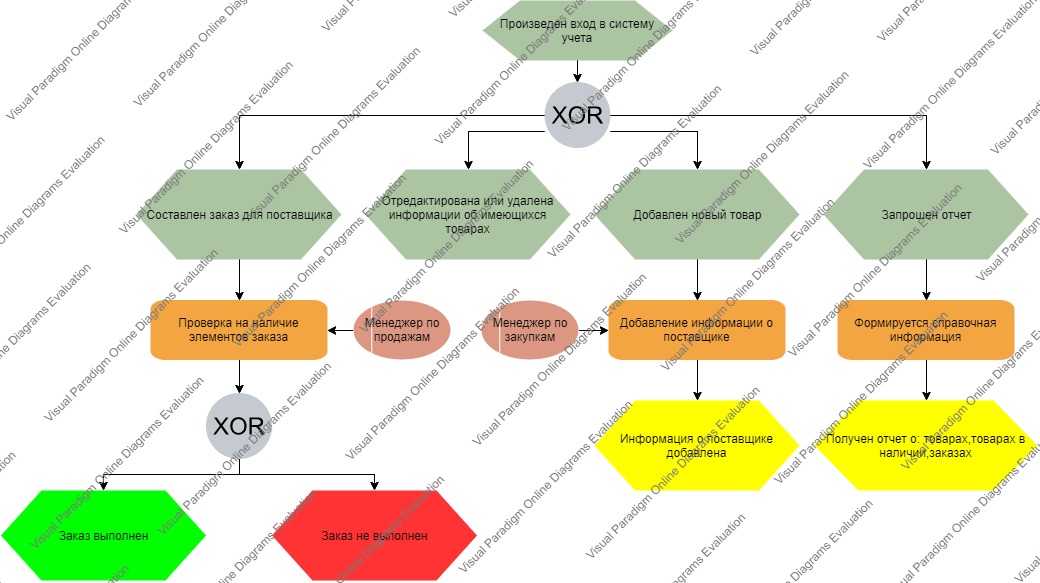 Произведен вход в систему
учета
XOR
Составлен заказ для поставщика
Отредактирована или удалена
информации об имеющихся
товарах
Добавлен новый товар
Запрошен отчет
Проверка на наличие
элементов заказа
Менеджер по
продажам
Менеджер по
закупкам
Добавление информации о
поставщике
Формируется справочная
информация
XOR
Информация о поставщике
добавлена
Получен отчет о: товарах,товарах в
наличии,заказах
Заказ выполнен
Заказ не выполнен
Visual Paradigm Online Diagrams Evaluation